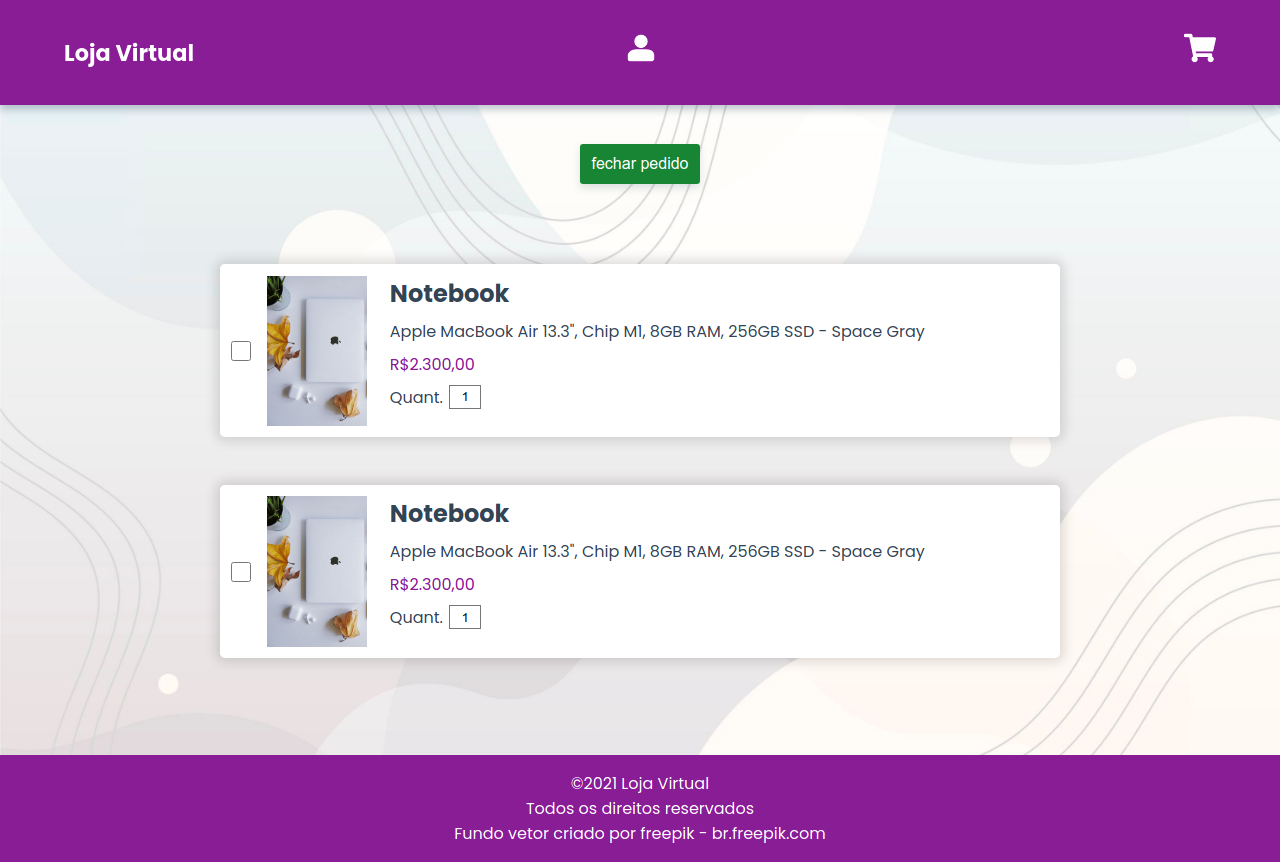 Loja Virtual
fechar pedido
Notebook
Apple MacBook Air 13.3", Chip M1, 8GB RAM, 256GB SSD - Space Gray
R$2.300,00
Quant. 1
Notebook
Apple MacBook Air 13.3", Chip M1, 8GB RAM, 256GB SSD - Space Gray
R$2.300,00
Quant. 1
©2021 Loja Virtual
Todos os direitos reservados
Fundo vetor criado por freepik - br.freepik.com